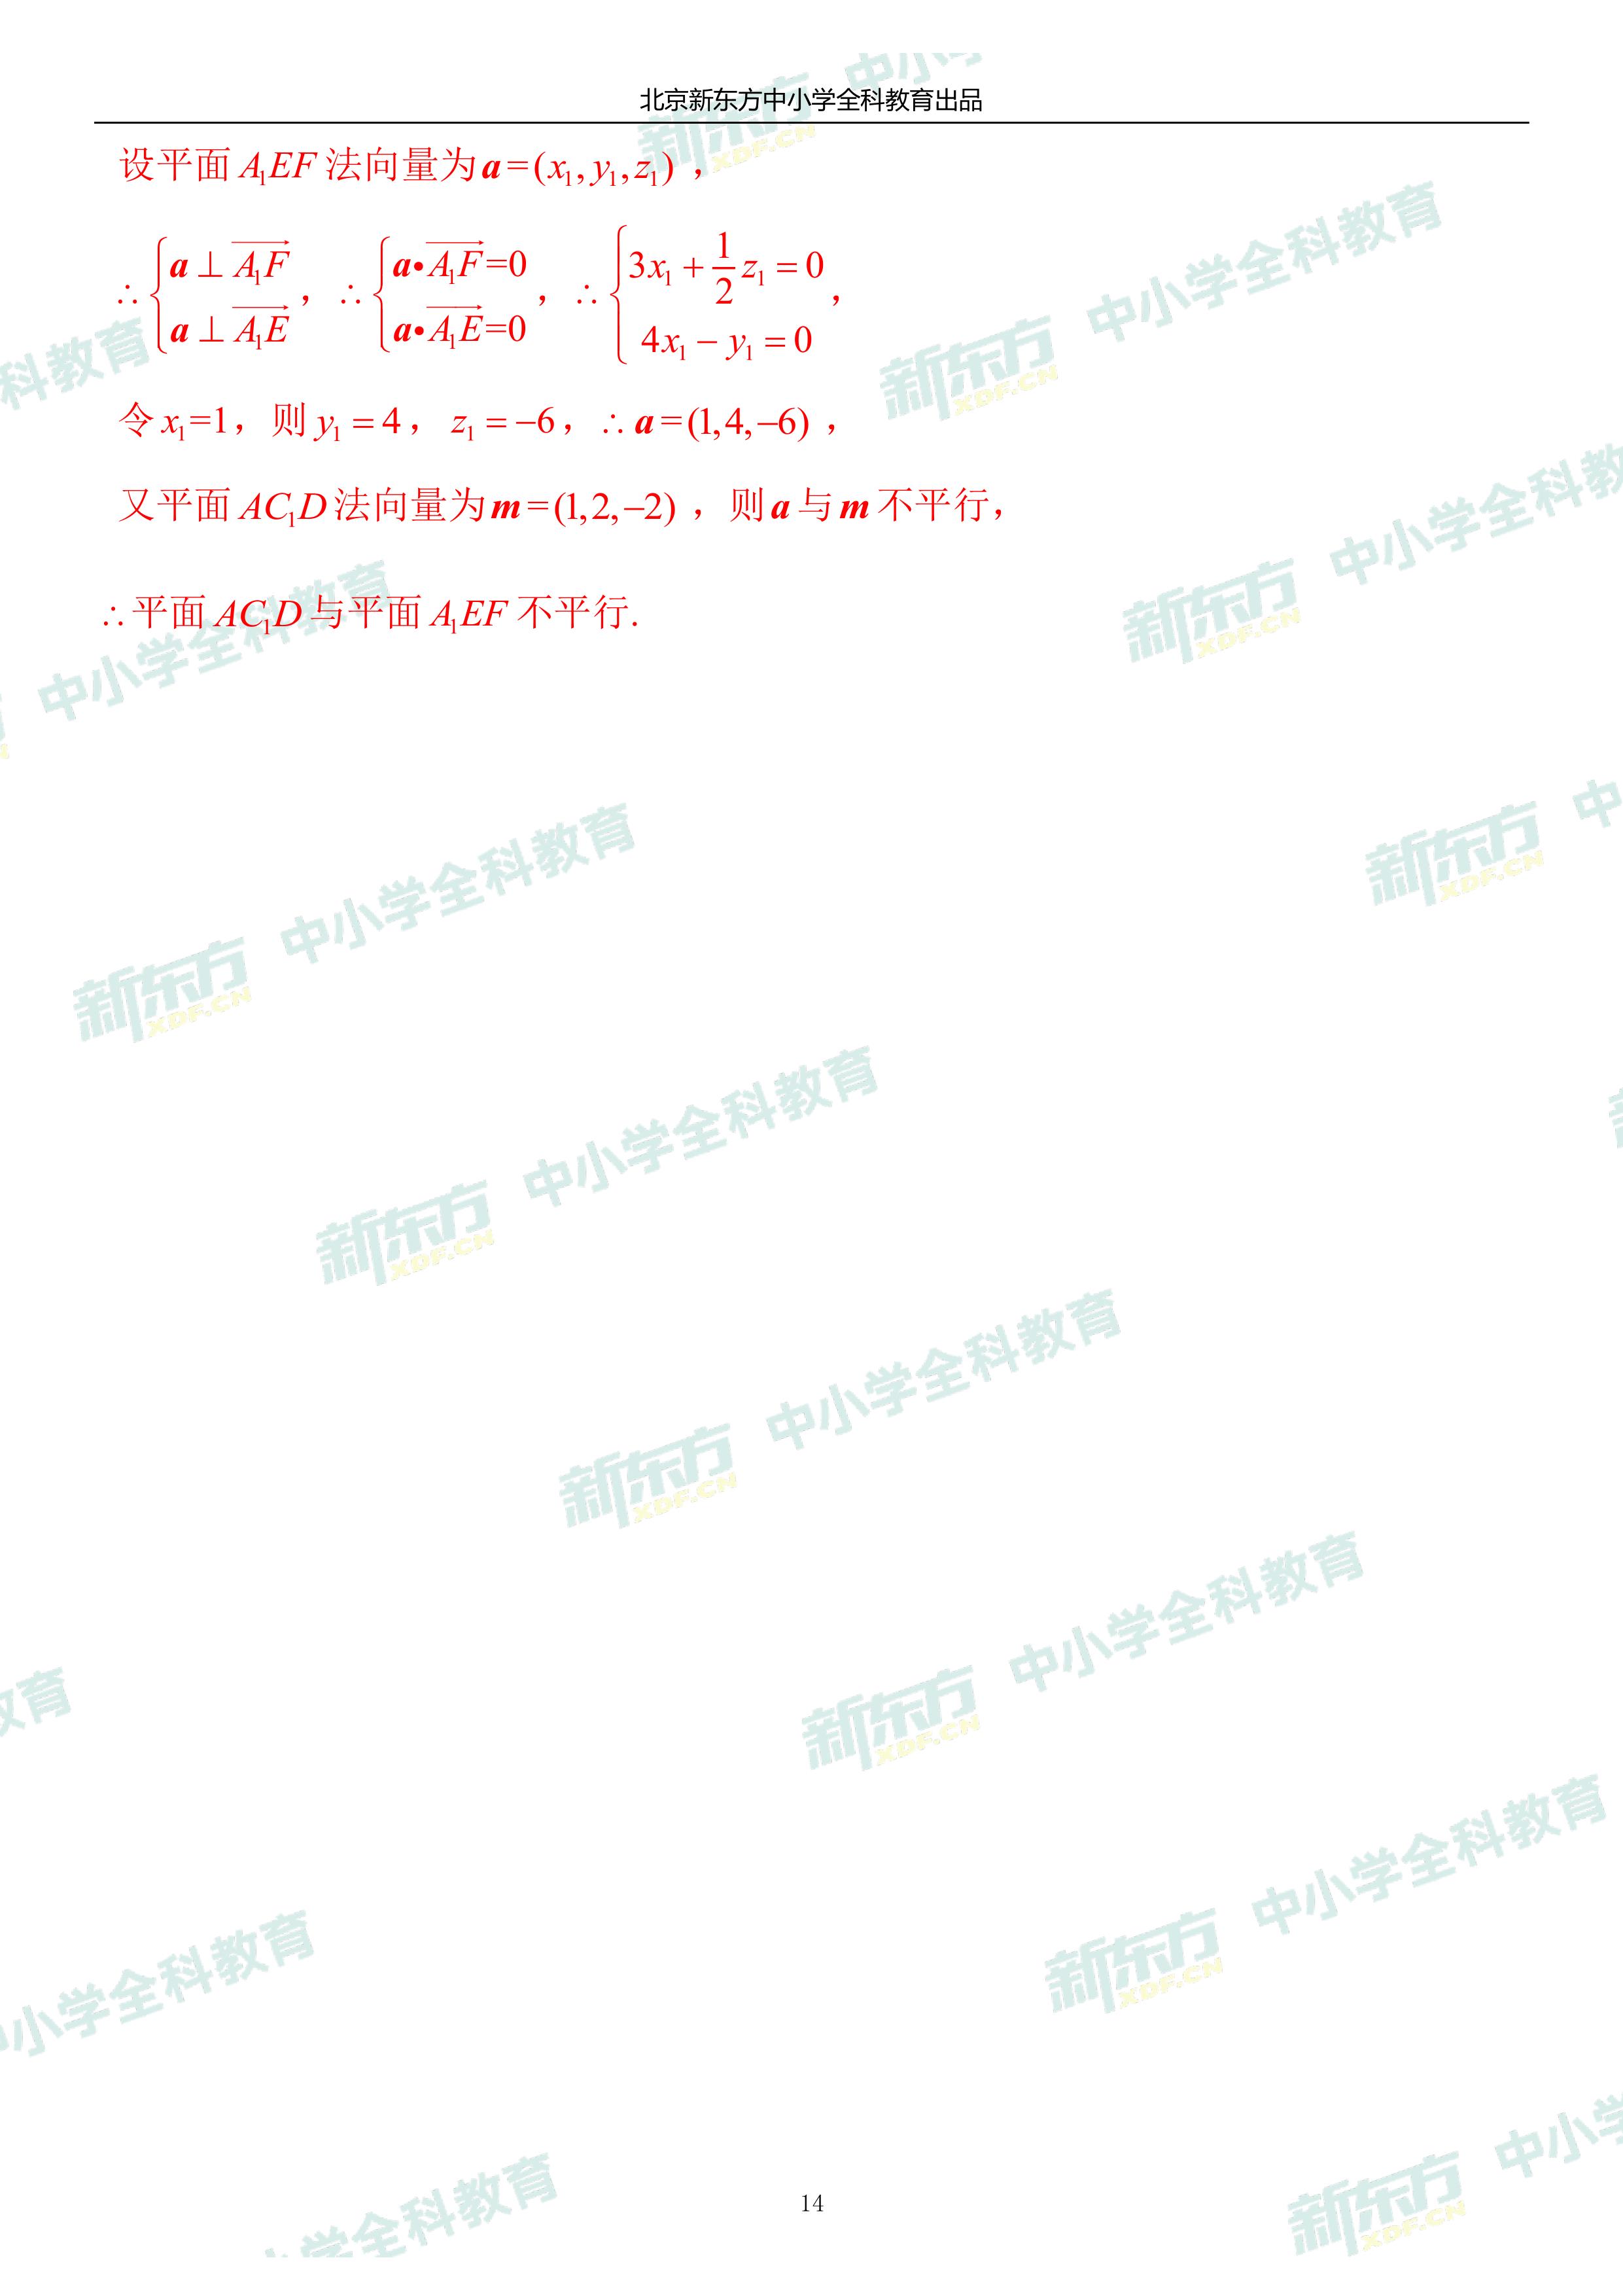 北京新东方中小学全科教育出品
设平面 A₁EF 法向量为 a=(x₁, y₁, z₁) ，
∴ { a ⊥ A₁F→ , a ⊥ A₁E→ ，∴ { a•A₁F→=0 , a•A₁E→=0 ，∴ { 3x₁ + 1/2 z₁ = 0 , 4x₁ − y₁ = 0 ，
令 x₁=1，则 y₁ = 4， z₁ = −6，∴ a=(1,4,−6) ，
又平面 AC₁D 法向量为 m=(1,2,−2) ，则 a 与 m 不平行，
∴平面 AC₁D 与平面 A₁EF 不平行.
新东方 XDF.CN 中小学全科教育
14